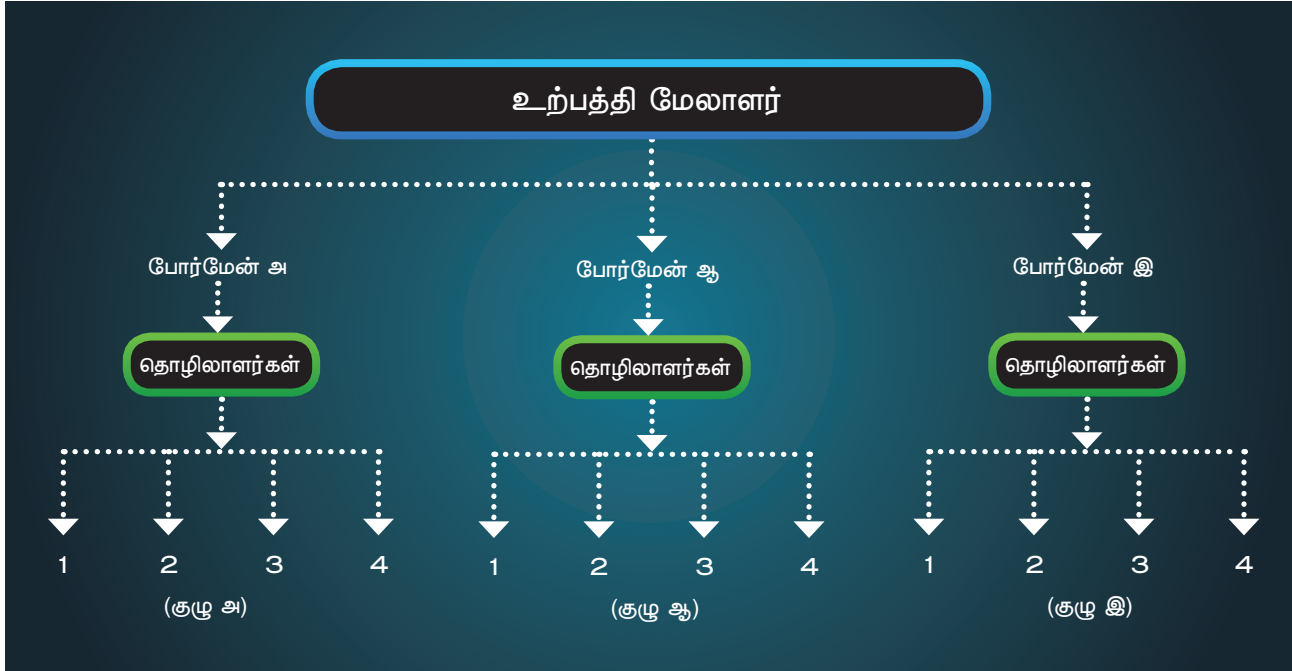 உற்பத்தி மேலாளர்
போர்மேன் அ
போர்மேன் ஆ
போர்மேன் இ
தொழிலாளர்கள்
தொழிலாளர்கள்
தொழிலாளர்கள்
1 2 3 4
1 2 3 4
1 2 3 4
(குழு அ)
(குழு ஆ)
(குழு இ)